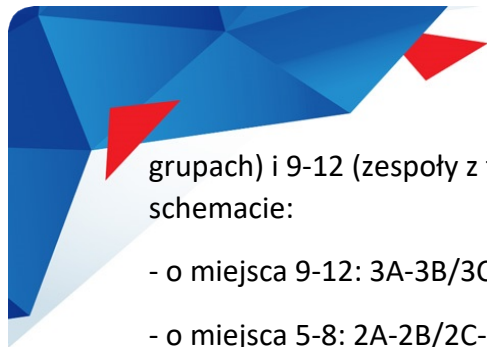 grupach) i 9-12 (zespoły z
schemacie:
- o miejsca 9-12: 3A-3B/3C
- o miejsca 5-8: 2A-2B/2C-